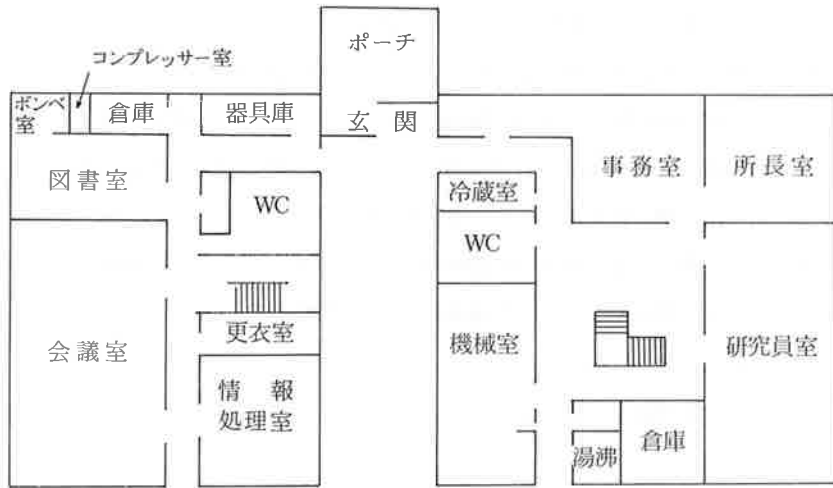 ポーチ
コンプレッサー室
ボンベ
室
倉庫
器具庫
玄関
図書室
WC
冷蔵室
事務室
所長室
WC
会議室
更衣室
情報
処理室
機械室
研究員室
湯沸
倉庫